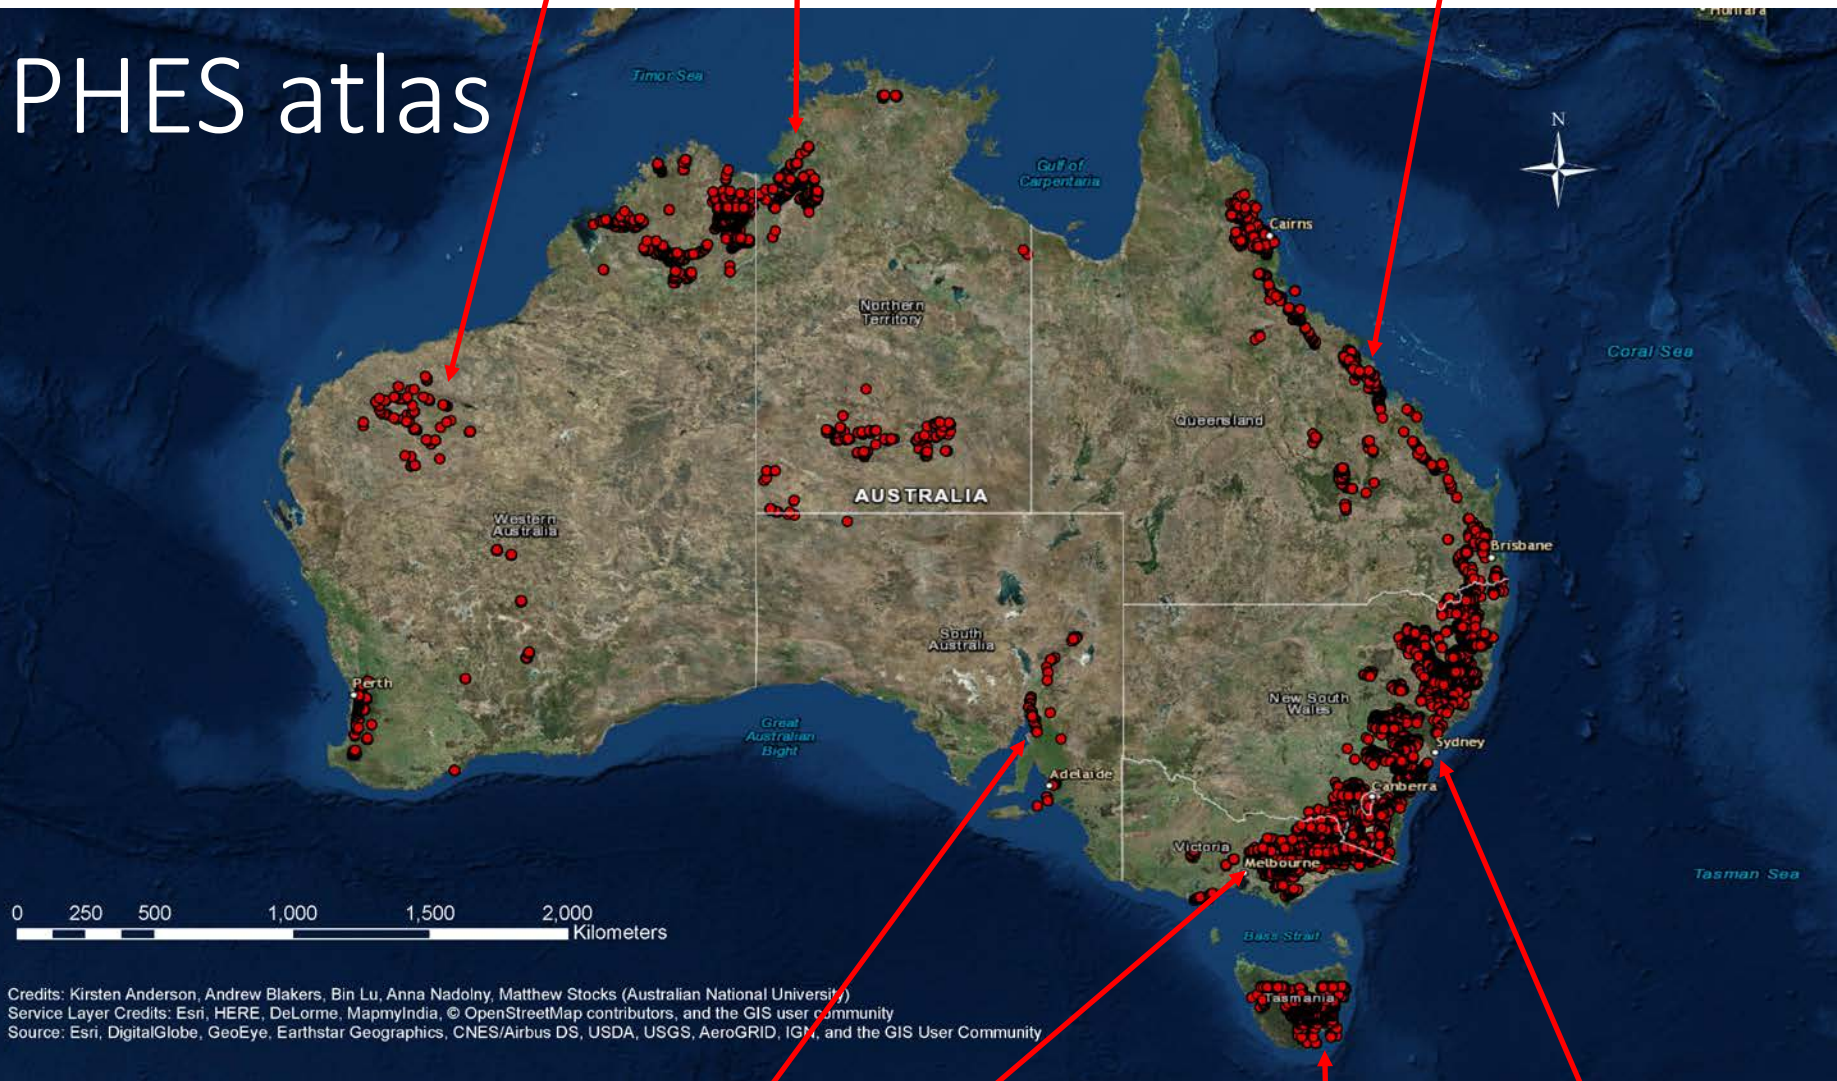 Honiara
PHES atlas
Timor Sea
N
Gulf of
Carpentaria
Cairns
Northern
Territory
Coral Sea
Queensland
AUSTRALIA
Western
Australia
Brisbane
South
Australia
Perth
New South
Wales
Great
Australian
Bight
Sydney
Adelaide
Canberra
Victoria
Melbourne
Tasman Sea
0 250 500 1,000 1,500 2,000
Kilometers
Bass Strait
Tasmania
Credits: Kirsten Anderson, Andrew Blakers, Bin Lu, Anna Nadolny, Matthew Stocks (Australian National University)
Service Layer Credits: Esri, HERE, DeLorme, MapmyIndia, © OpenStreetMap contributors, and the GIS user community
Source: Esri, DigitalGlobe, GeoEye, Earthstar Geographics, CNES/Airbus DS, USDA, USGS, AeroGRID, IGN, and the GIS User Community